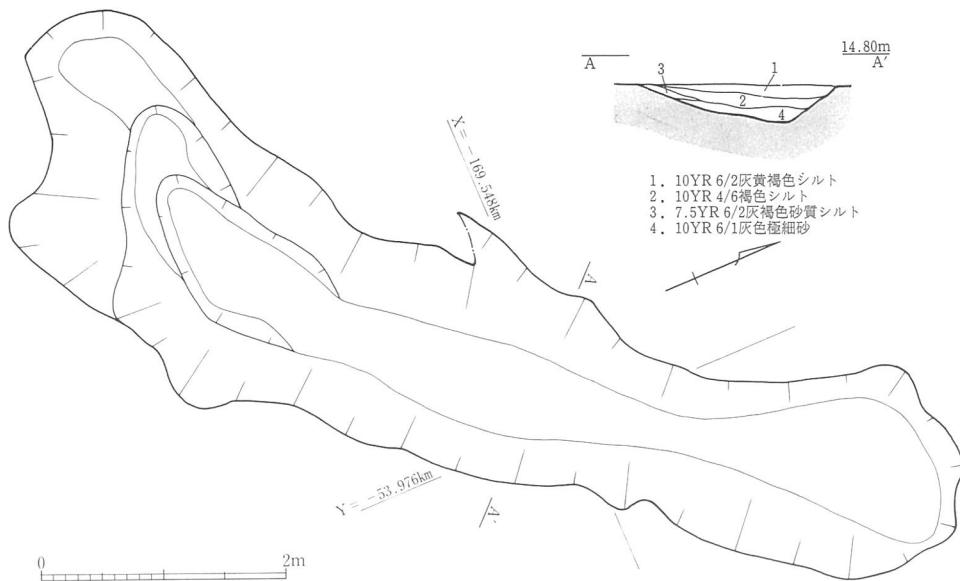 14.80m
A A′
3 1
2
4
1. 10YR 6/2灰黄褐色シルト
2. 10YR 4/6褐色シルト
3. 7.5YR 6/2灰褐色砂質シルト
4. 10YR 6/1灰色極細砂
X = -169.548km
A
Y = -53.976km
A′
0 2m